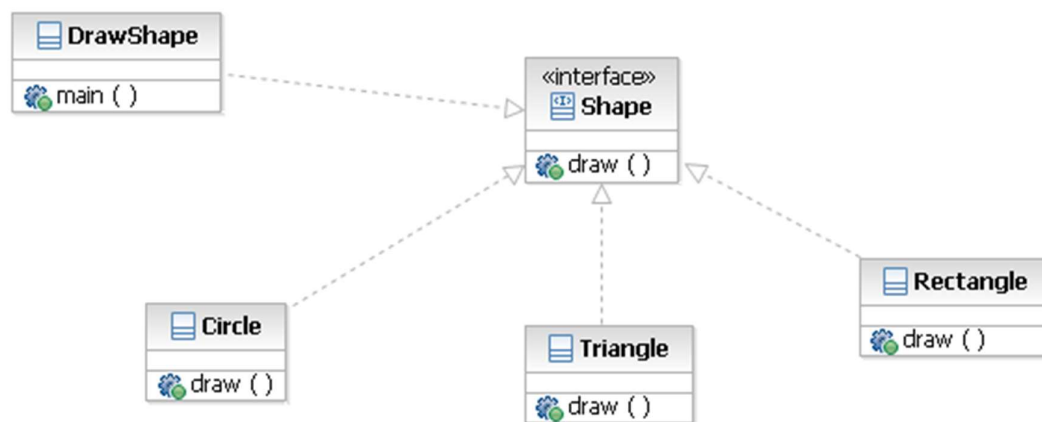 DrawShape
main ( )
«interface»
Shape
draw ( )
Circle
draw ( )
Triangle
draw ( )
Rectangle
draw ( )